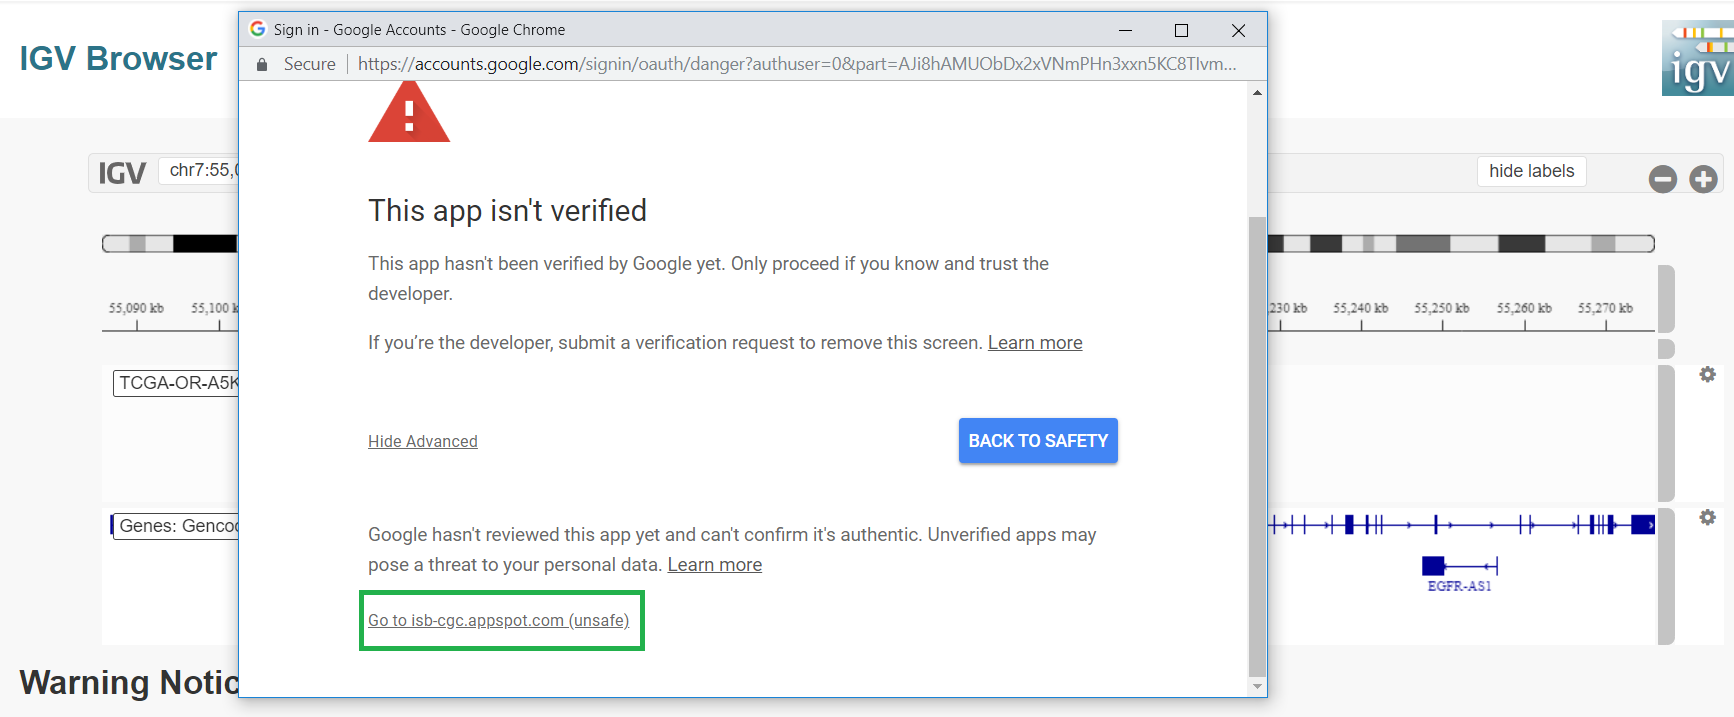 Sign in - Google Accounts - Google Chrome
IGV Browser
Secure
https://accounts.google.com/signin/oauth/danger?authuser=0&part=AJi8hAMUObDx2xVNmPHn3xxn5KC8TIvm...
igv
IGV
chr7:55,0
hide labels
This app isn't verified
This app hasn't been verified by Google yet. Only proceed if you know and trust the
developer.
55,090 kb 55,100 k
,230 kb 55,240 kb 55,250 kb 55,260 kb 55,270 kb
If you’re the developer, submit a verification request to remove this screen. Learn more
TCGA-OR-A5K
Hide Advanced
BACK TO SAFETY
Genes: Gencod
Google hasn't reviewed this app yet and can't confirm it's authentic. Unverified apps may
pose a threat to your personal data. Learn more
EGFR-AS1
Go to isb-cgc.appspot.com (unsafe)
Warning Notic